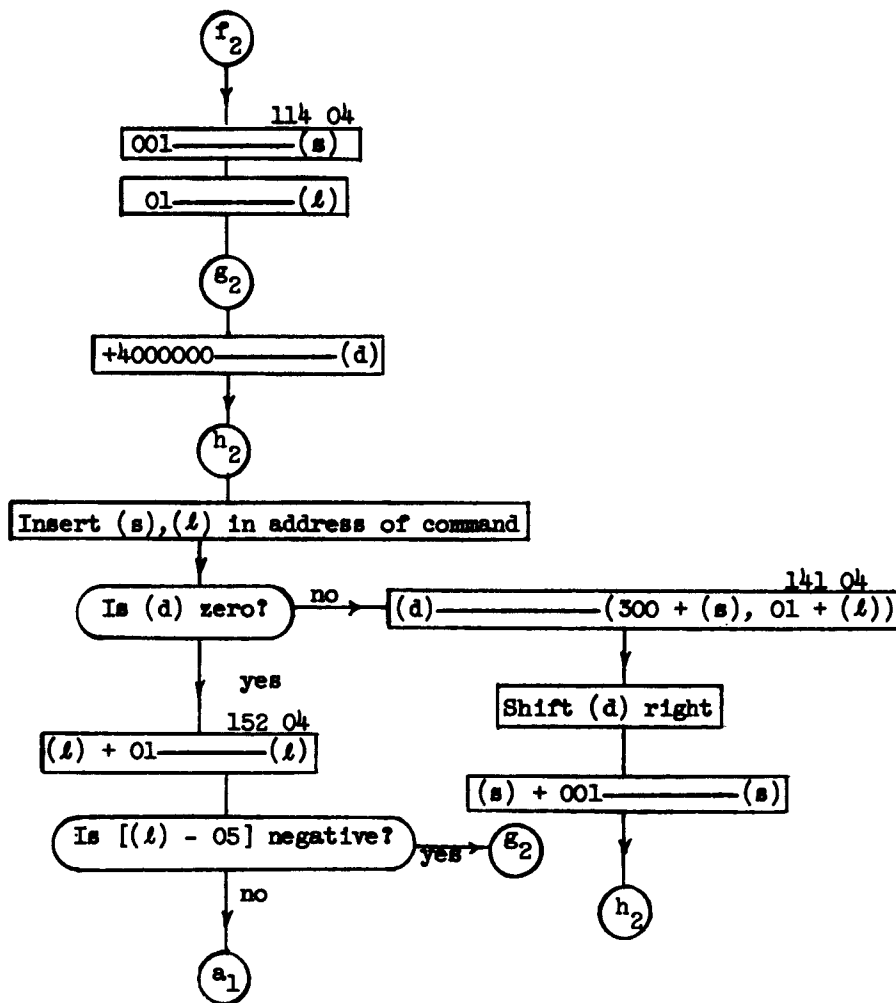 f2
114 04
001 ——— (s)
01 ——— (ℓ)
g2
+4000000 ——— (d)
h2
Insert (s),(ℓ) in address of command
Is (d) zero?
no
141 04
(d) ——— (300 + (s), 01 + (ℓ))
yes
Shift (d) right
152 04
(ℓ) + 01 ——— (ℓ)
(s) + 001 ——— (s)
Is [(ℓ) - 05] negative?
yes
g2
no
h2
a1